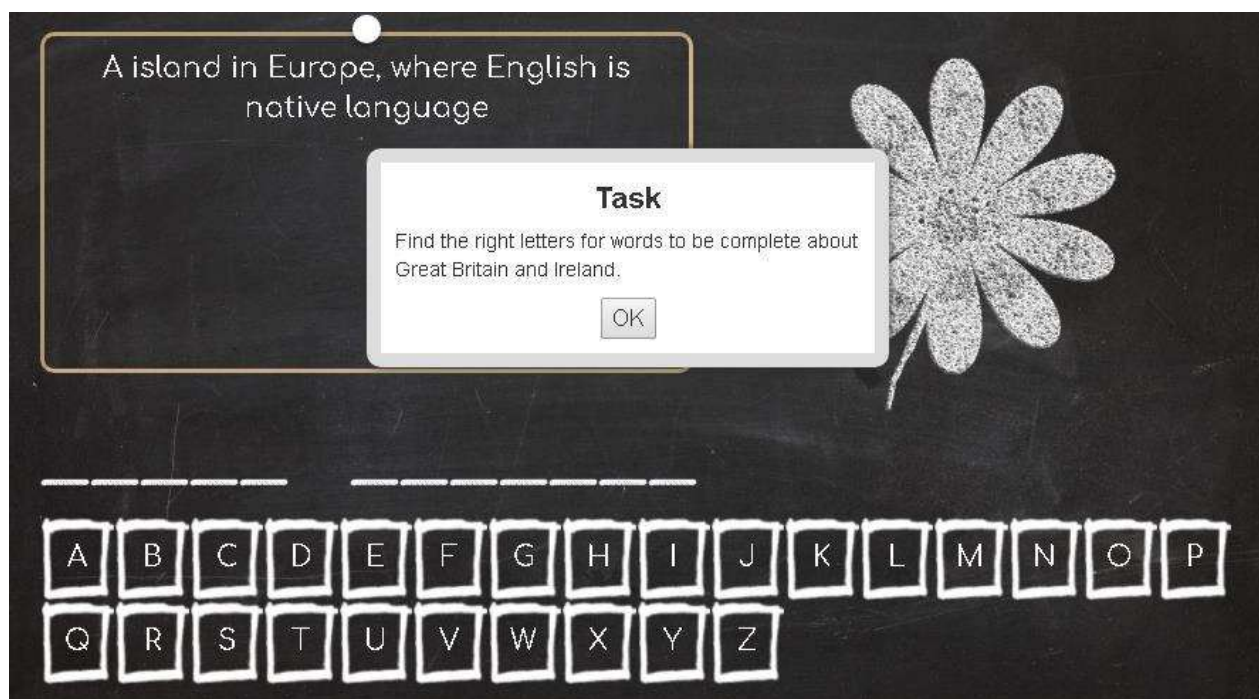 A island in Europe, where English is
native language
Task
Find the right letters for words to be complete about
Great Britain and Ireland.
OK
A B C D E F G H I J K L M N O P
Q R S T U V W X Y Z